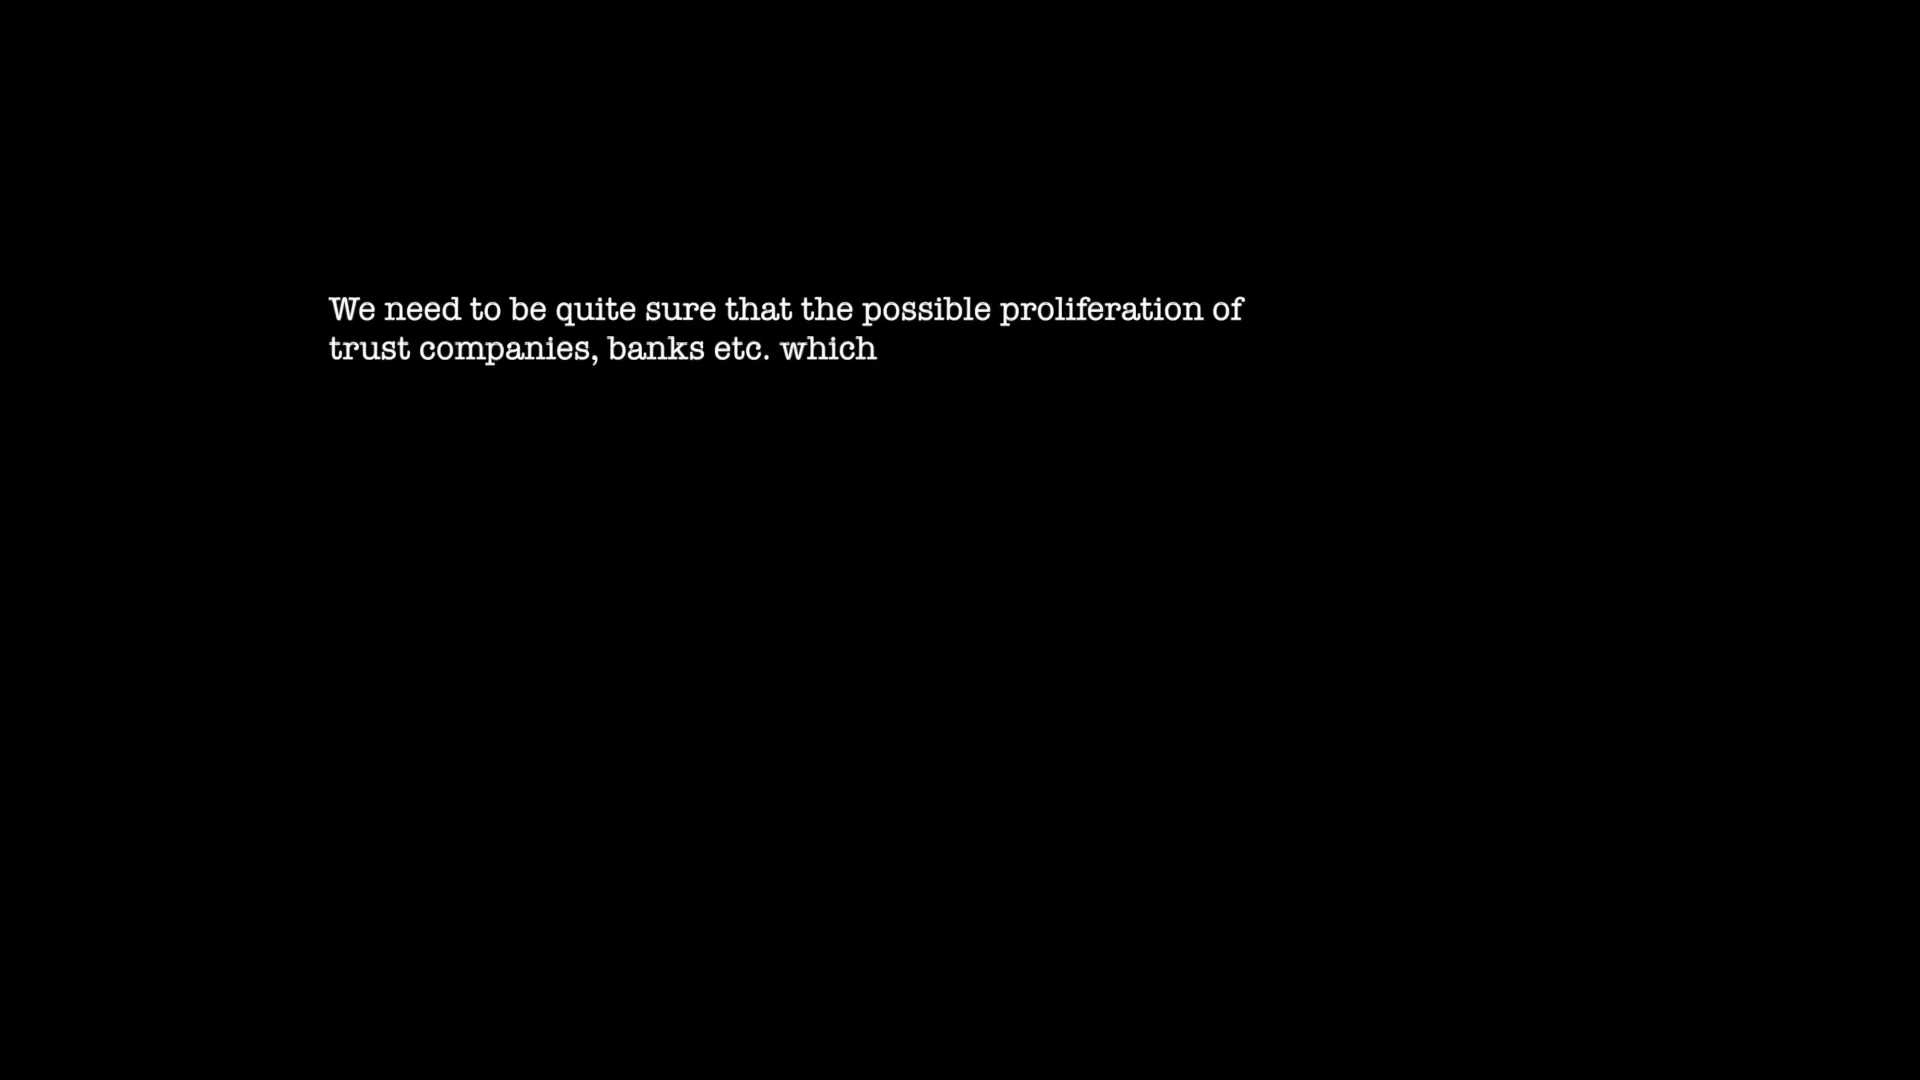 We need to be quite sure that the possible proliferation of
trust companies, banks etc. which